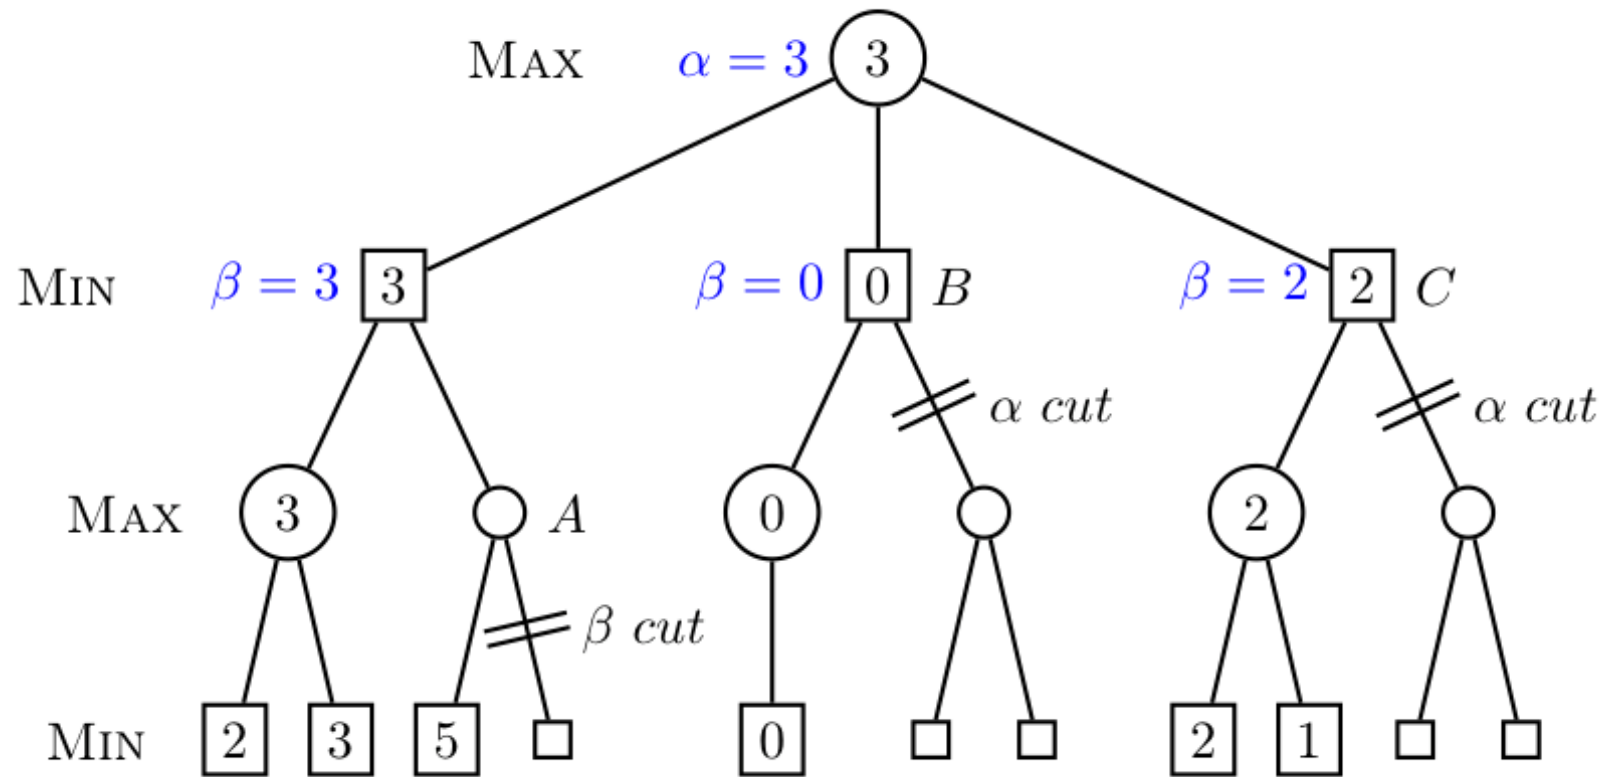 MAX α = 3 3
MIN β = 3 3 β = 0 0 B β = 2 2 C
α cut α cut
MAX 3 A 0 2
β cut
MIN 2 3 5 0 2 1